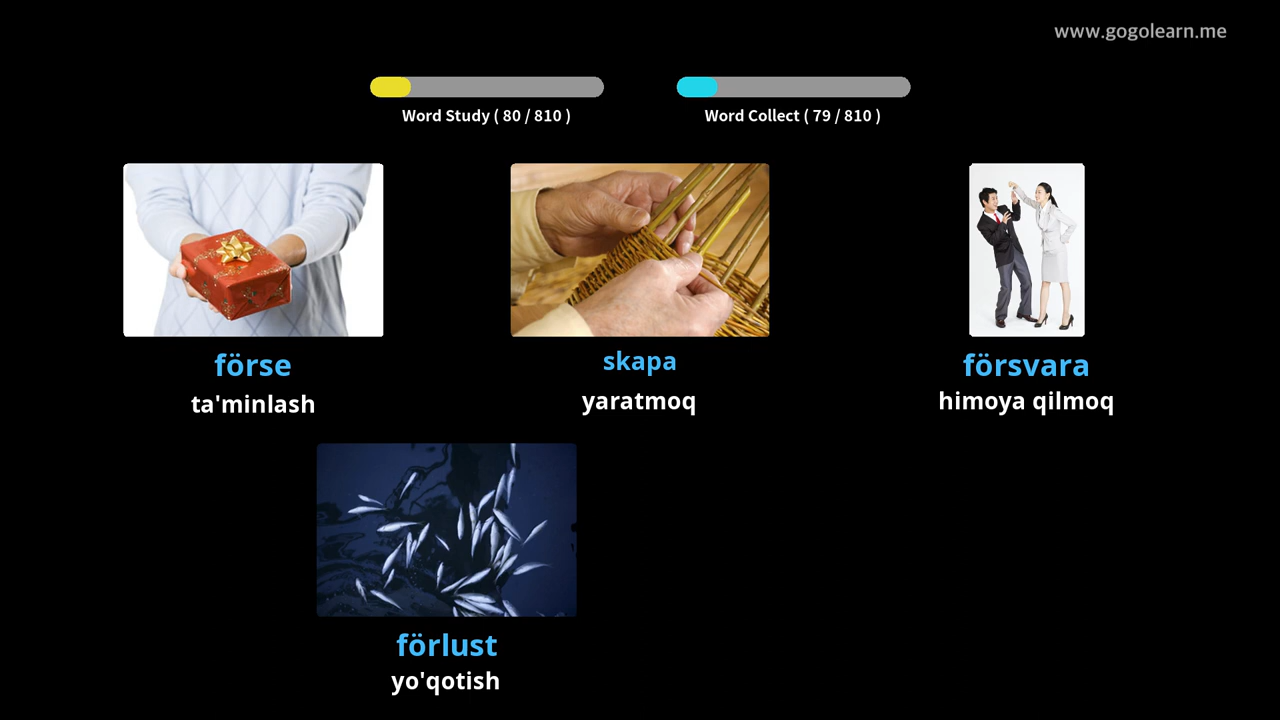 www.gogolearn.me
Word Study ( 80 / 810 )
Word Collect ( 79 / 810 )
förse
ta'minlash
skapa
yaratmoq
försvara
himoya qilmoq
förlust
yo'qotish